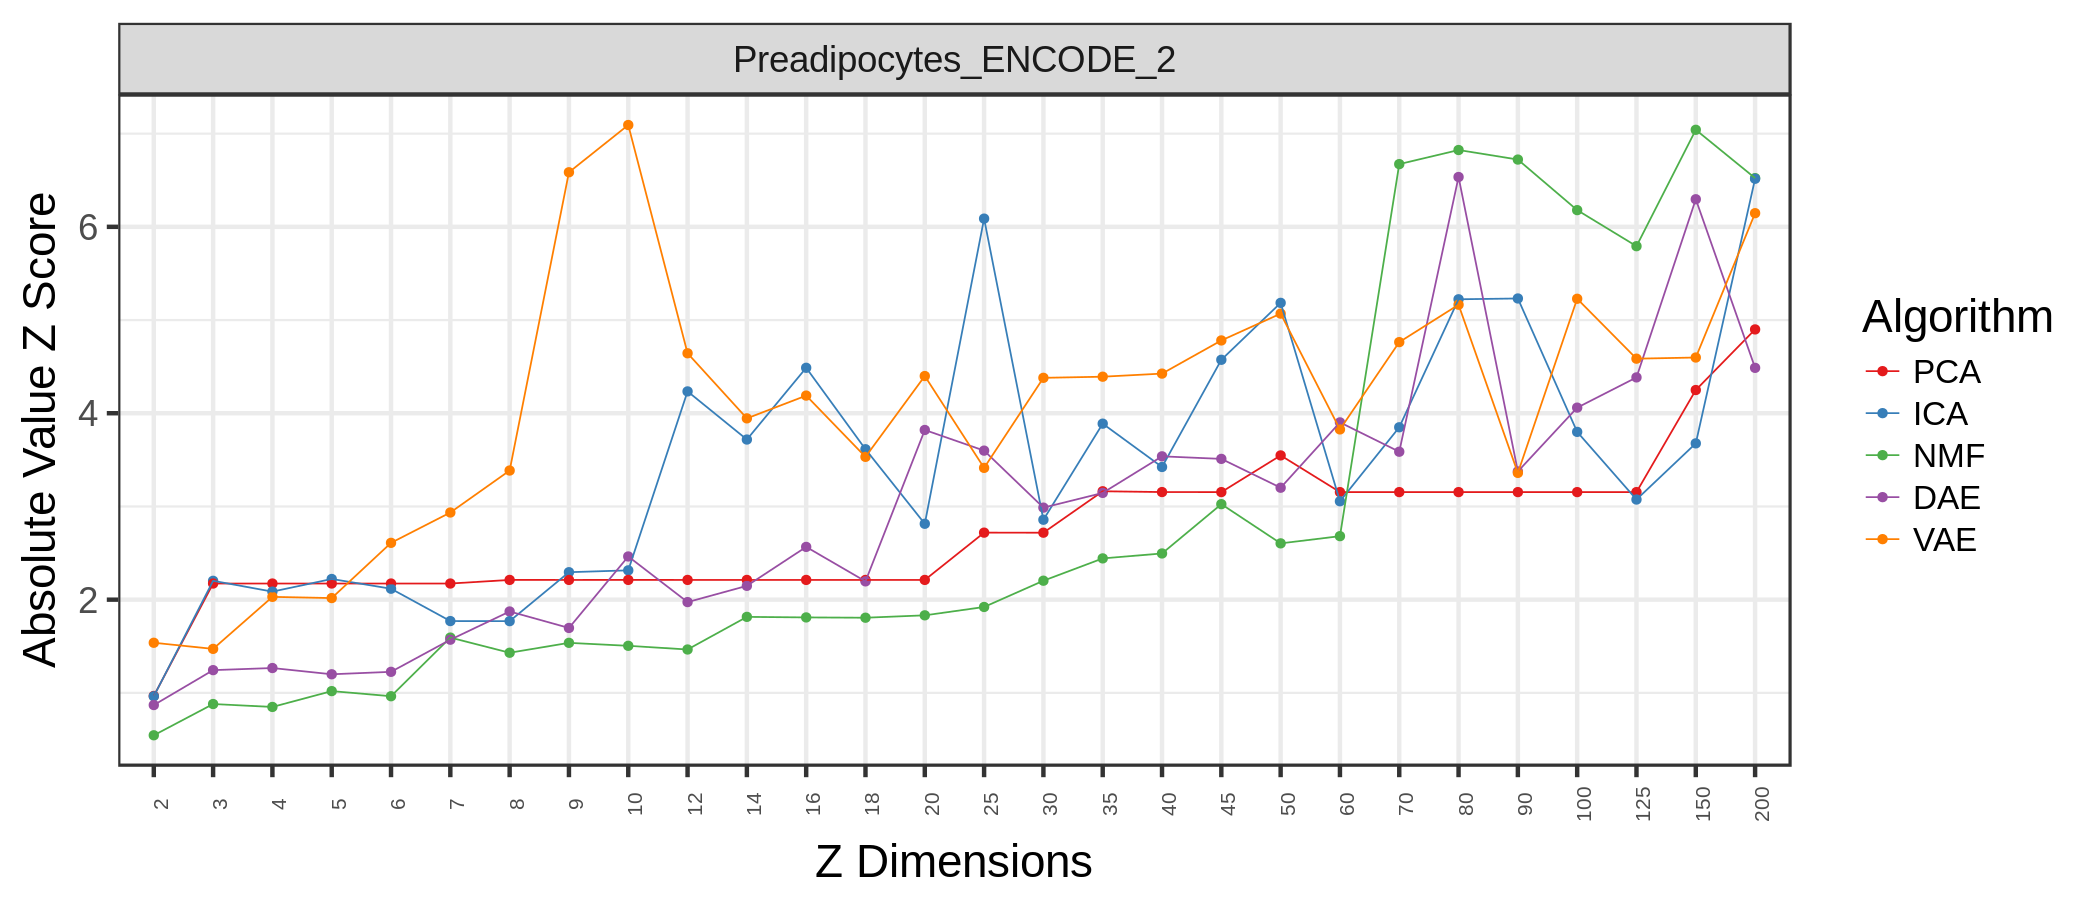 Preadipocytes_ENCODE_2
Absolute Value Z Score
6
4
2
2 3 4 5 6 7 8 9 10 12 14 16 18 20 25 30 35 40 45 50 60 70 80 90 100 125 150 200
Z Dimensions
Algorithm
PCA
ICA
NMF
DAE
VAE